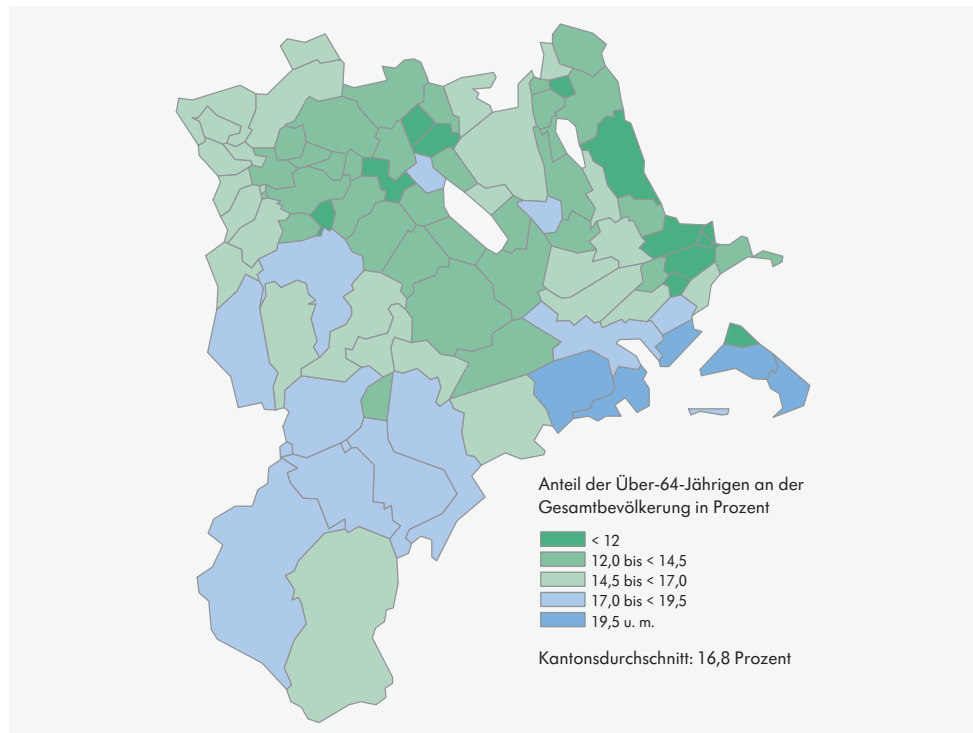 Anteil der Über-64-Jährigen an der
Gesamtbevölkerung in Prozent
< 12
12,0 bis < 14,5
14,5 bis < 17,0
17,0 bis < 19,5
19,5 u. m.
Kantonsdurchschnitt: 16,8 Prozent